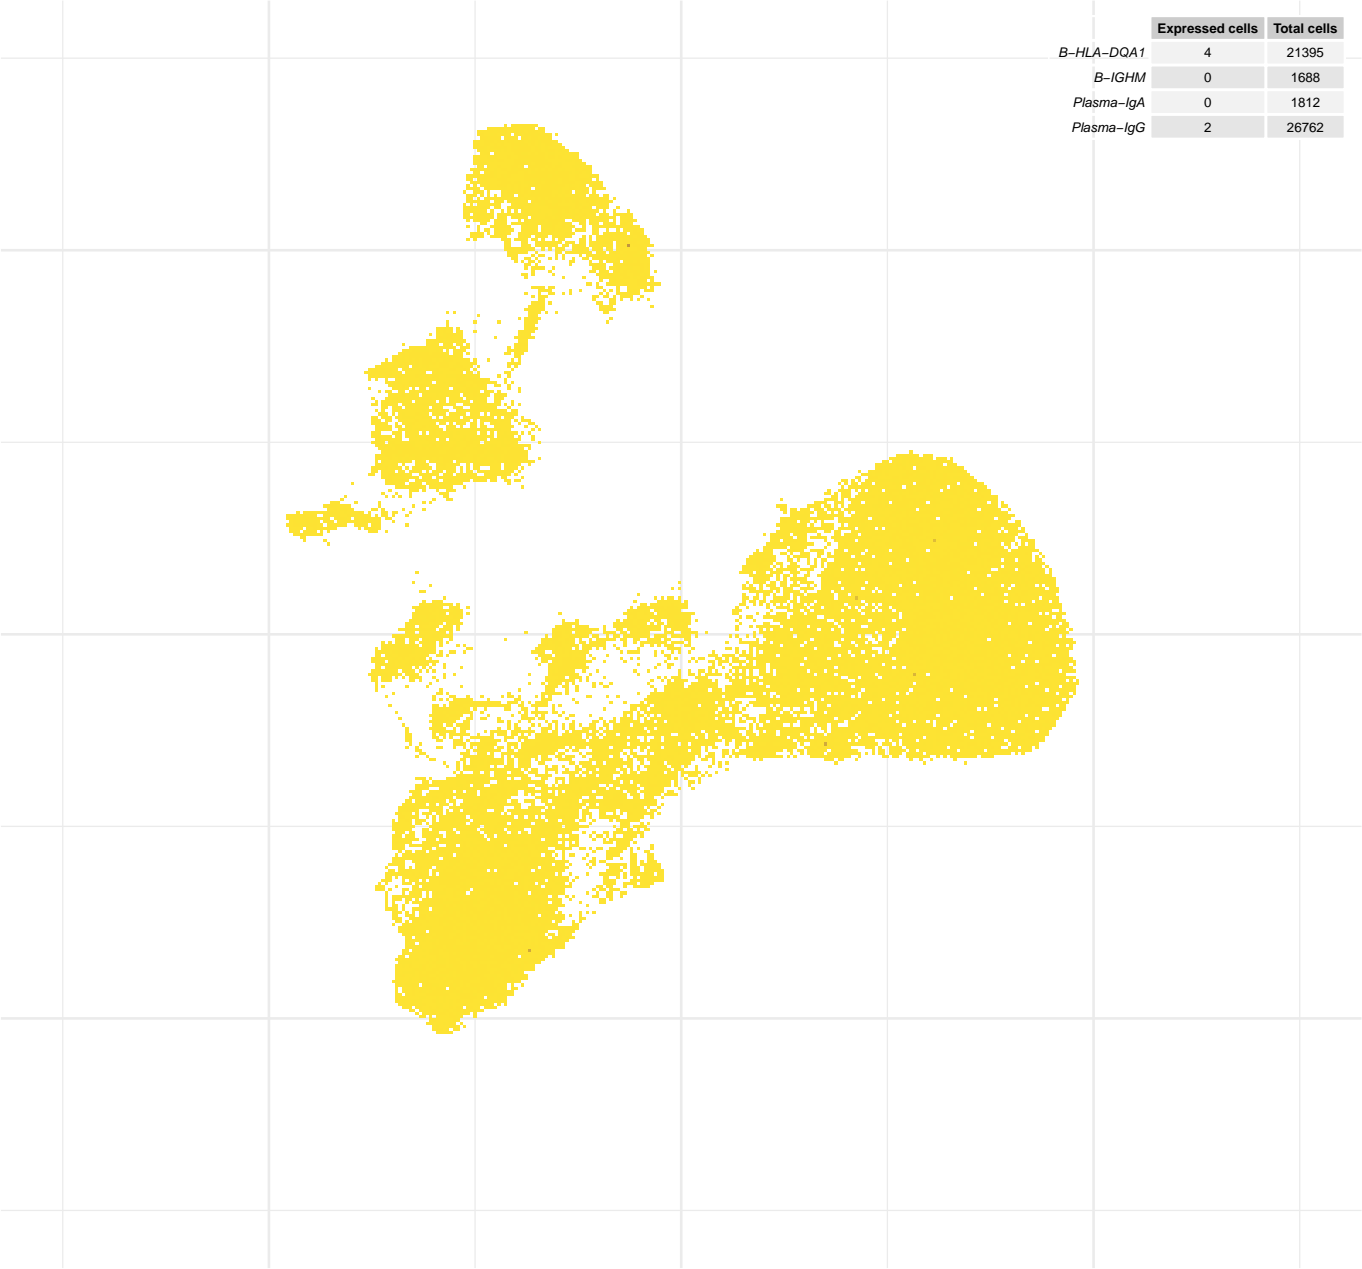 Expressed cells Total cells
B−HLA−DQA1 4 21395
B−IGHM 0 1688
Plasma−IgA 0 1812
Plasma−IgG 2 26762